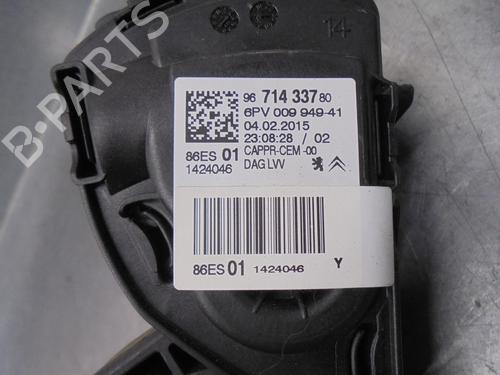 B-PARTS
14
96 714 337 80
6PV 009 949-41
04.02.2015
23:08:28 / 02
86ES 01 CAPPR-CEM -00
1424046 DAG LVV
86ES 01 1424046 Y